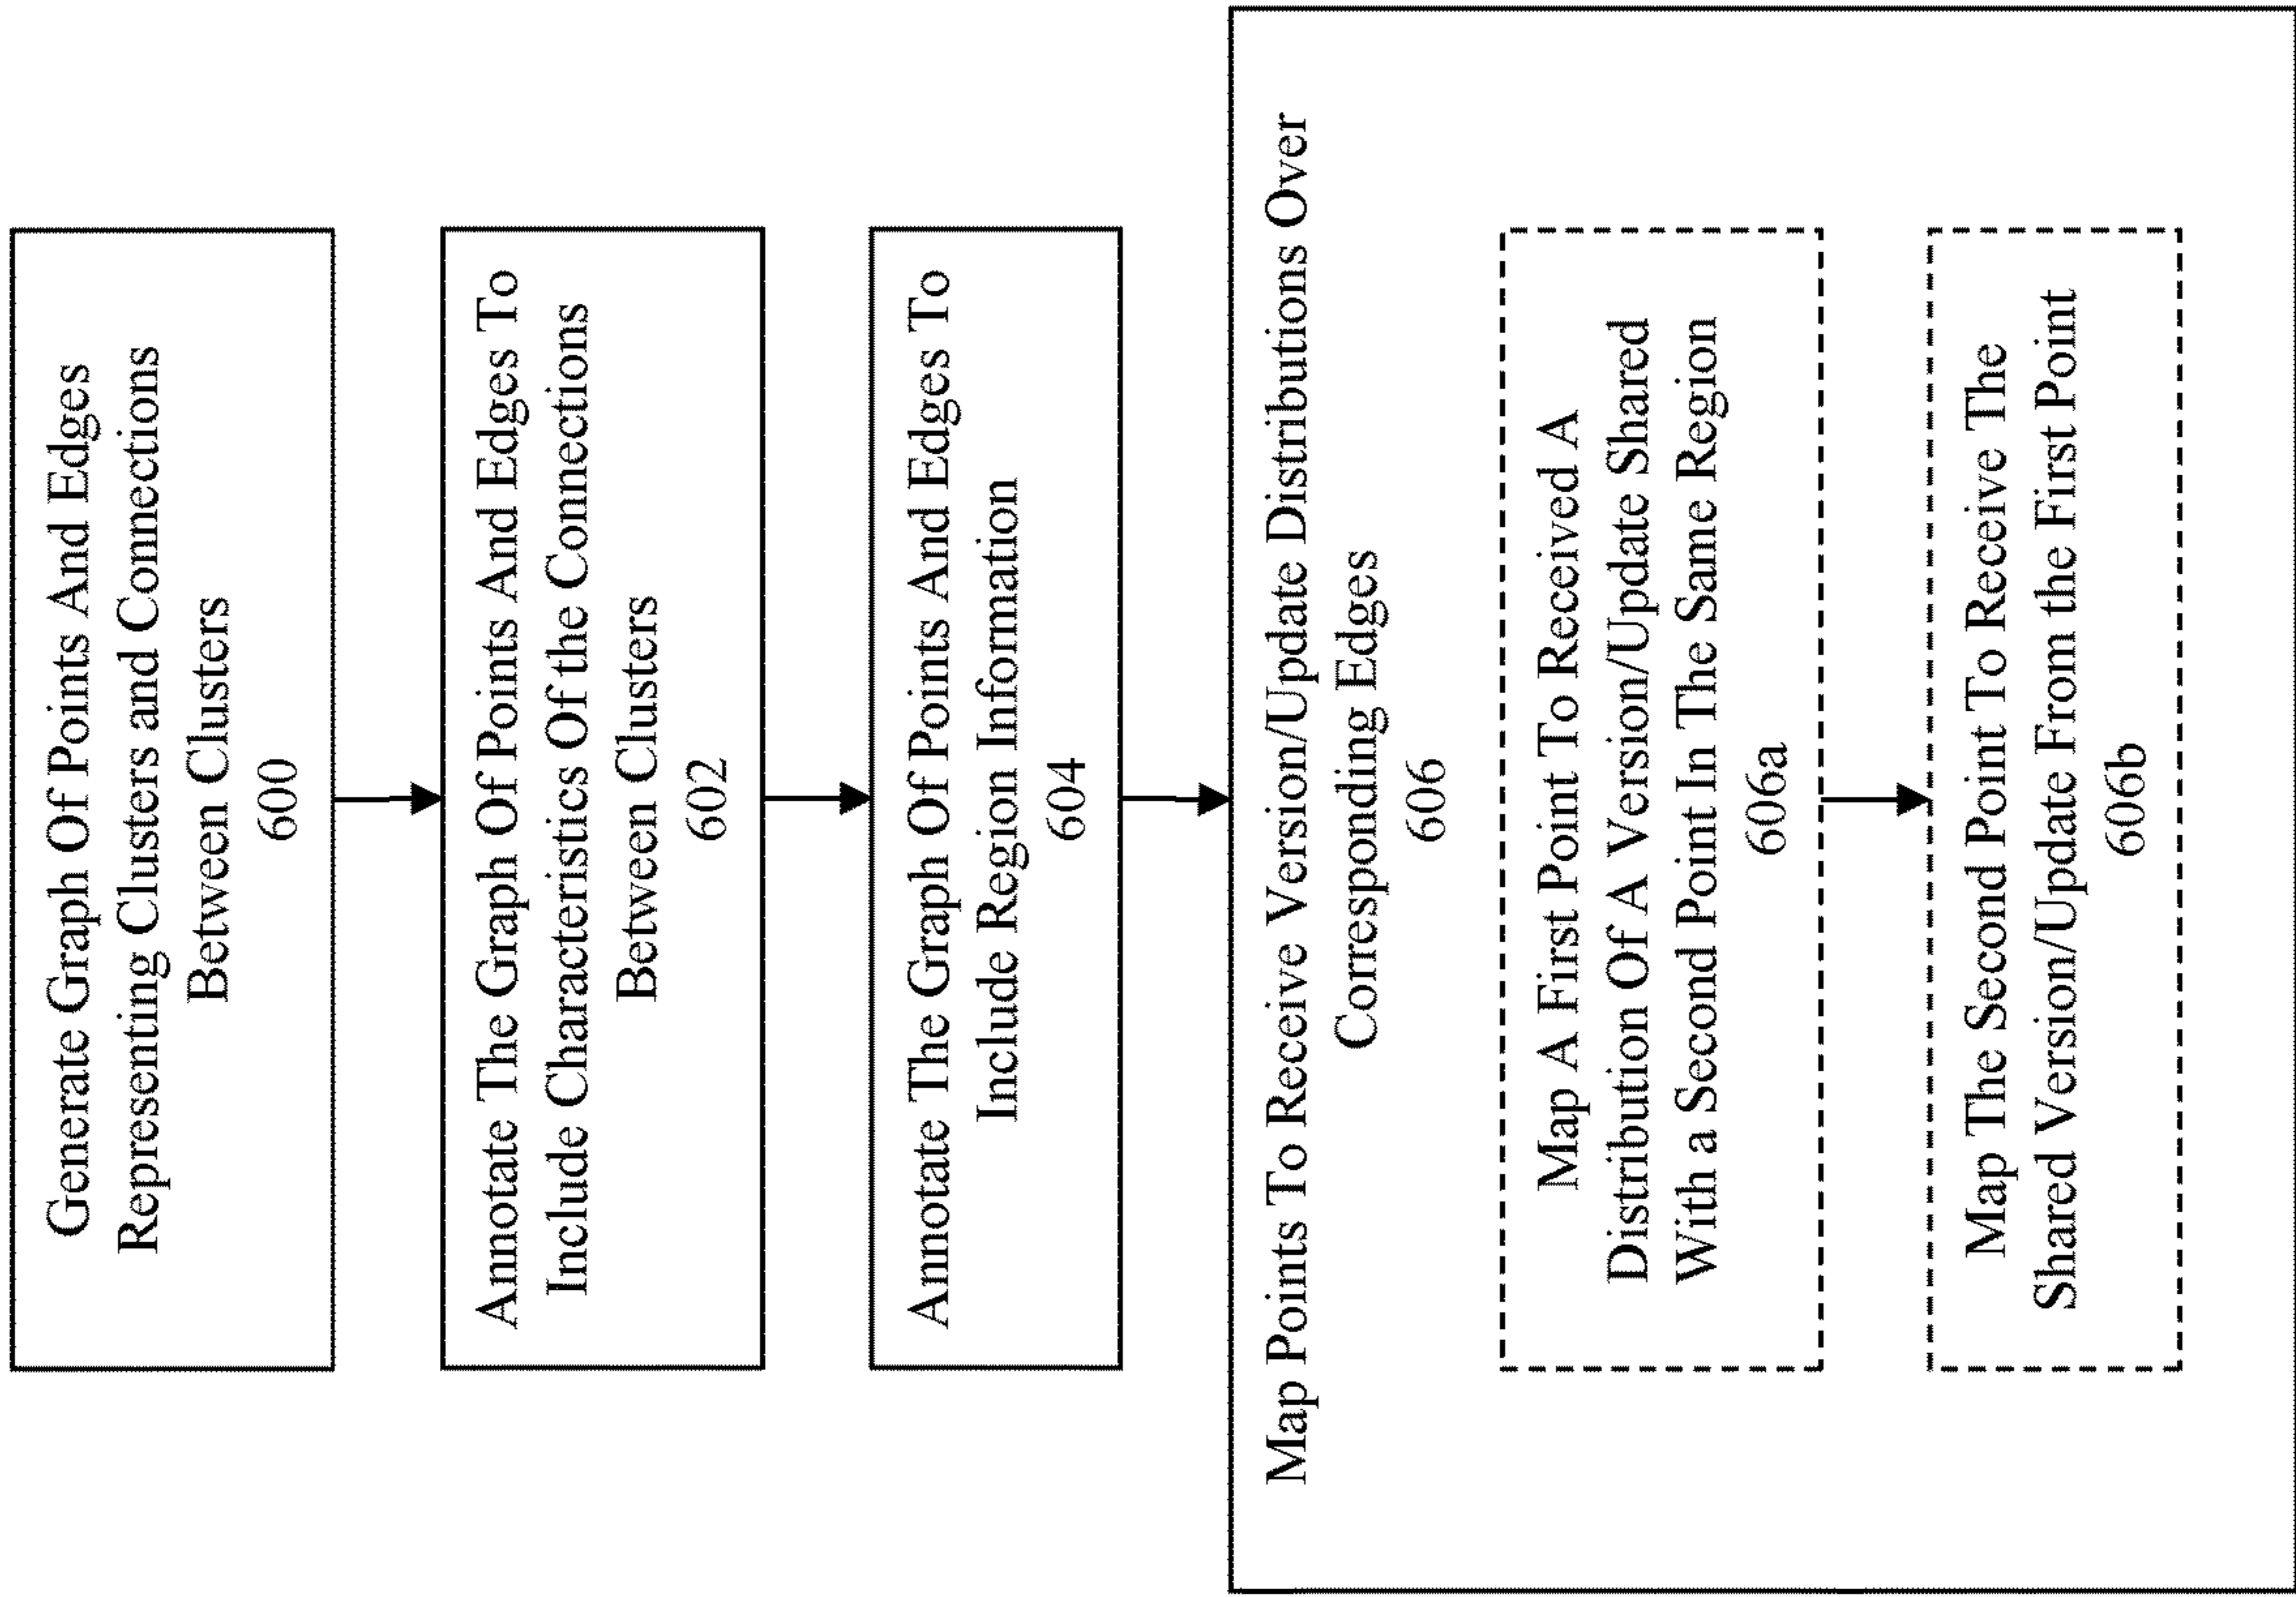 Generate Graph Of Points And Edges
Representing Clusters and Connections
Between Clusters
600
Annotate The Graph Of Points And Edges To
Include Characteristics Of the Connections
Between Clusters
602
Annotate The Graph Of Points And Edges To
Include Region Information
604
Map Points To Receive Version/Update Distributions Over
Corresponding Edges
606
Map A First Point To Received A
Distribution Of A Version/Update Shared
With a Second Point In The Same Region
606a
Map The Second Point To Receive The
Shared Version/Update From the First Point
606b